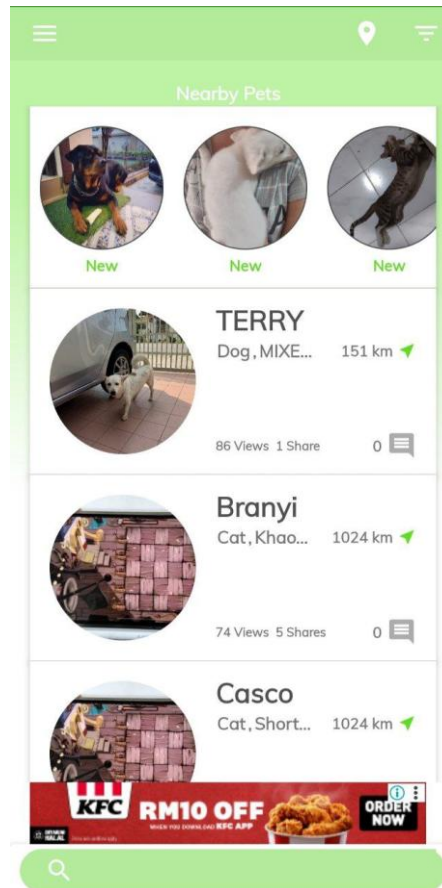 Nearby Pets
New
New
New
TERRY
Dog, MIXE... 151 km
86 Views 1 Share 0
Branyi
Cat, Khao... 1024 km
74 Views 5 Shares 0
Casco
Cat, Short... 1024 km
KFC
RM10 OFF
WHEN YOU DOWNLOAD KFC APP
ORDER
NOW
HALAL